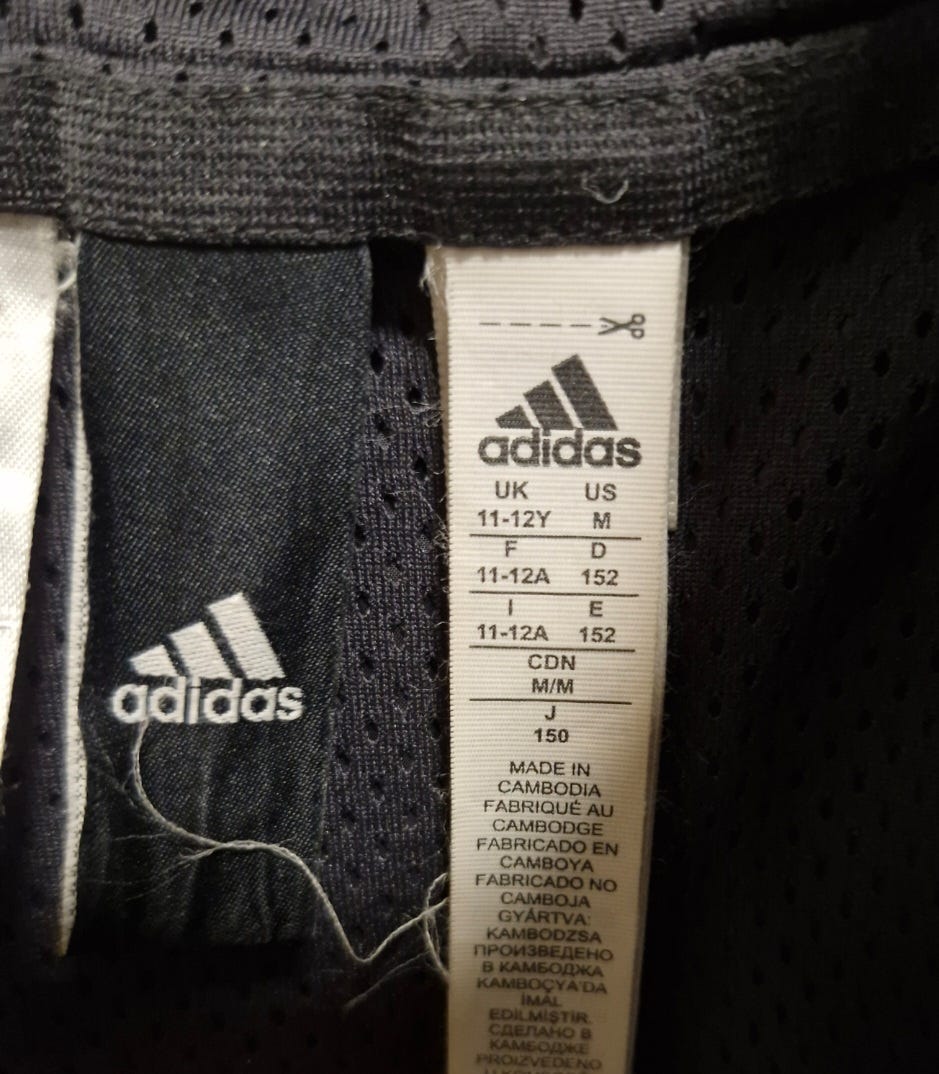 adidas
adidas
UK US
11-12Y M
F D
11-12A 152
I E
11-12A 152
CDN
M/M
J
150
MADE IN
CAMBODIA
FABRIQUÉ AU
CAMBODGE
FABRICADO EN
CAMBOYA
FABRICADO NO
CAMBOJA
GYÁRTVA:
KAMBODZSA
ПРОИЗВЕДЕНО
В КАМБОДЖА
KAMBOÇYA'DA
İMAL
EDİLMİŞTİR.
СДЕЛАНО В
КАМБОДЖЕ
PROIZVEDENO